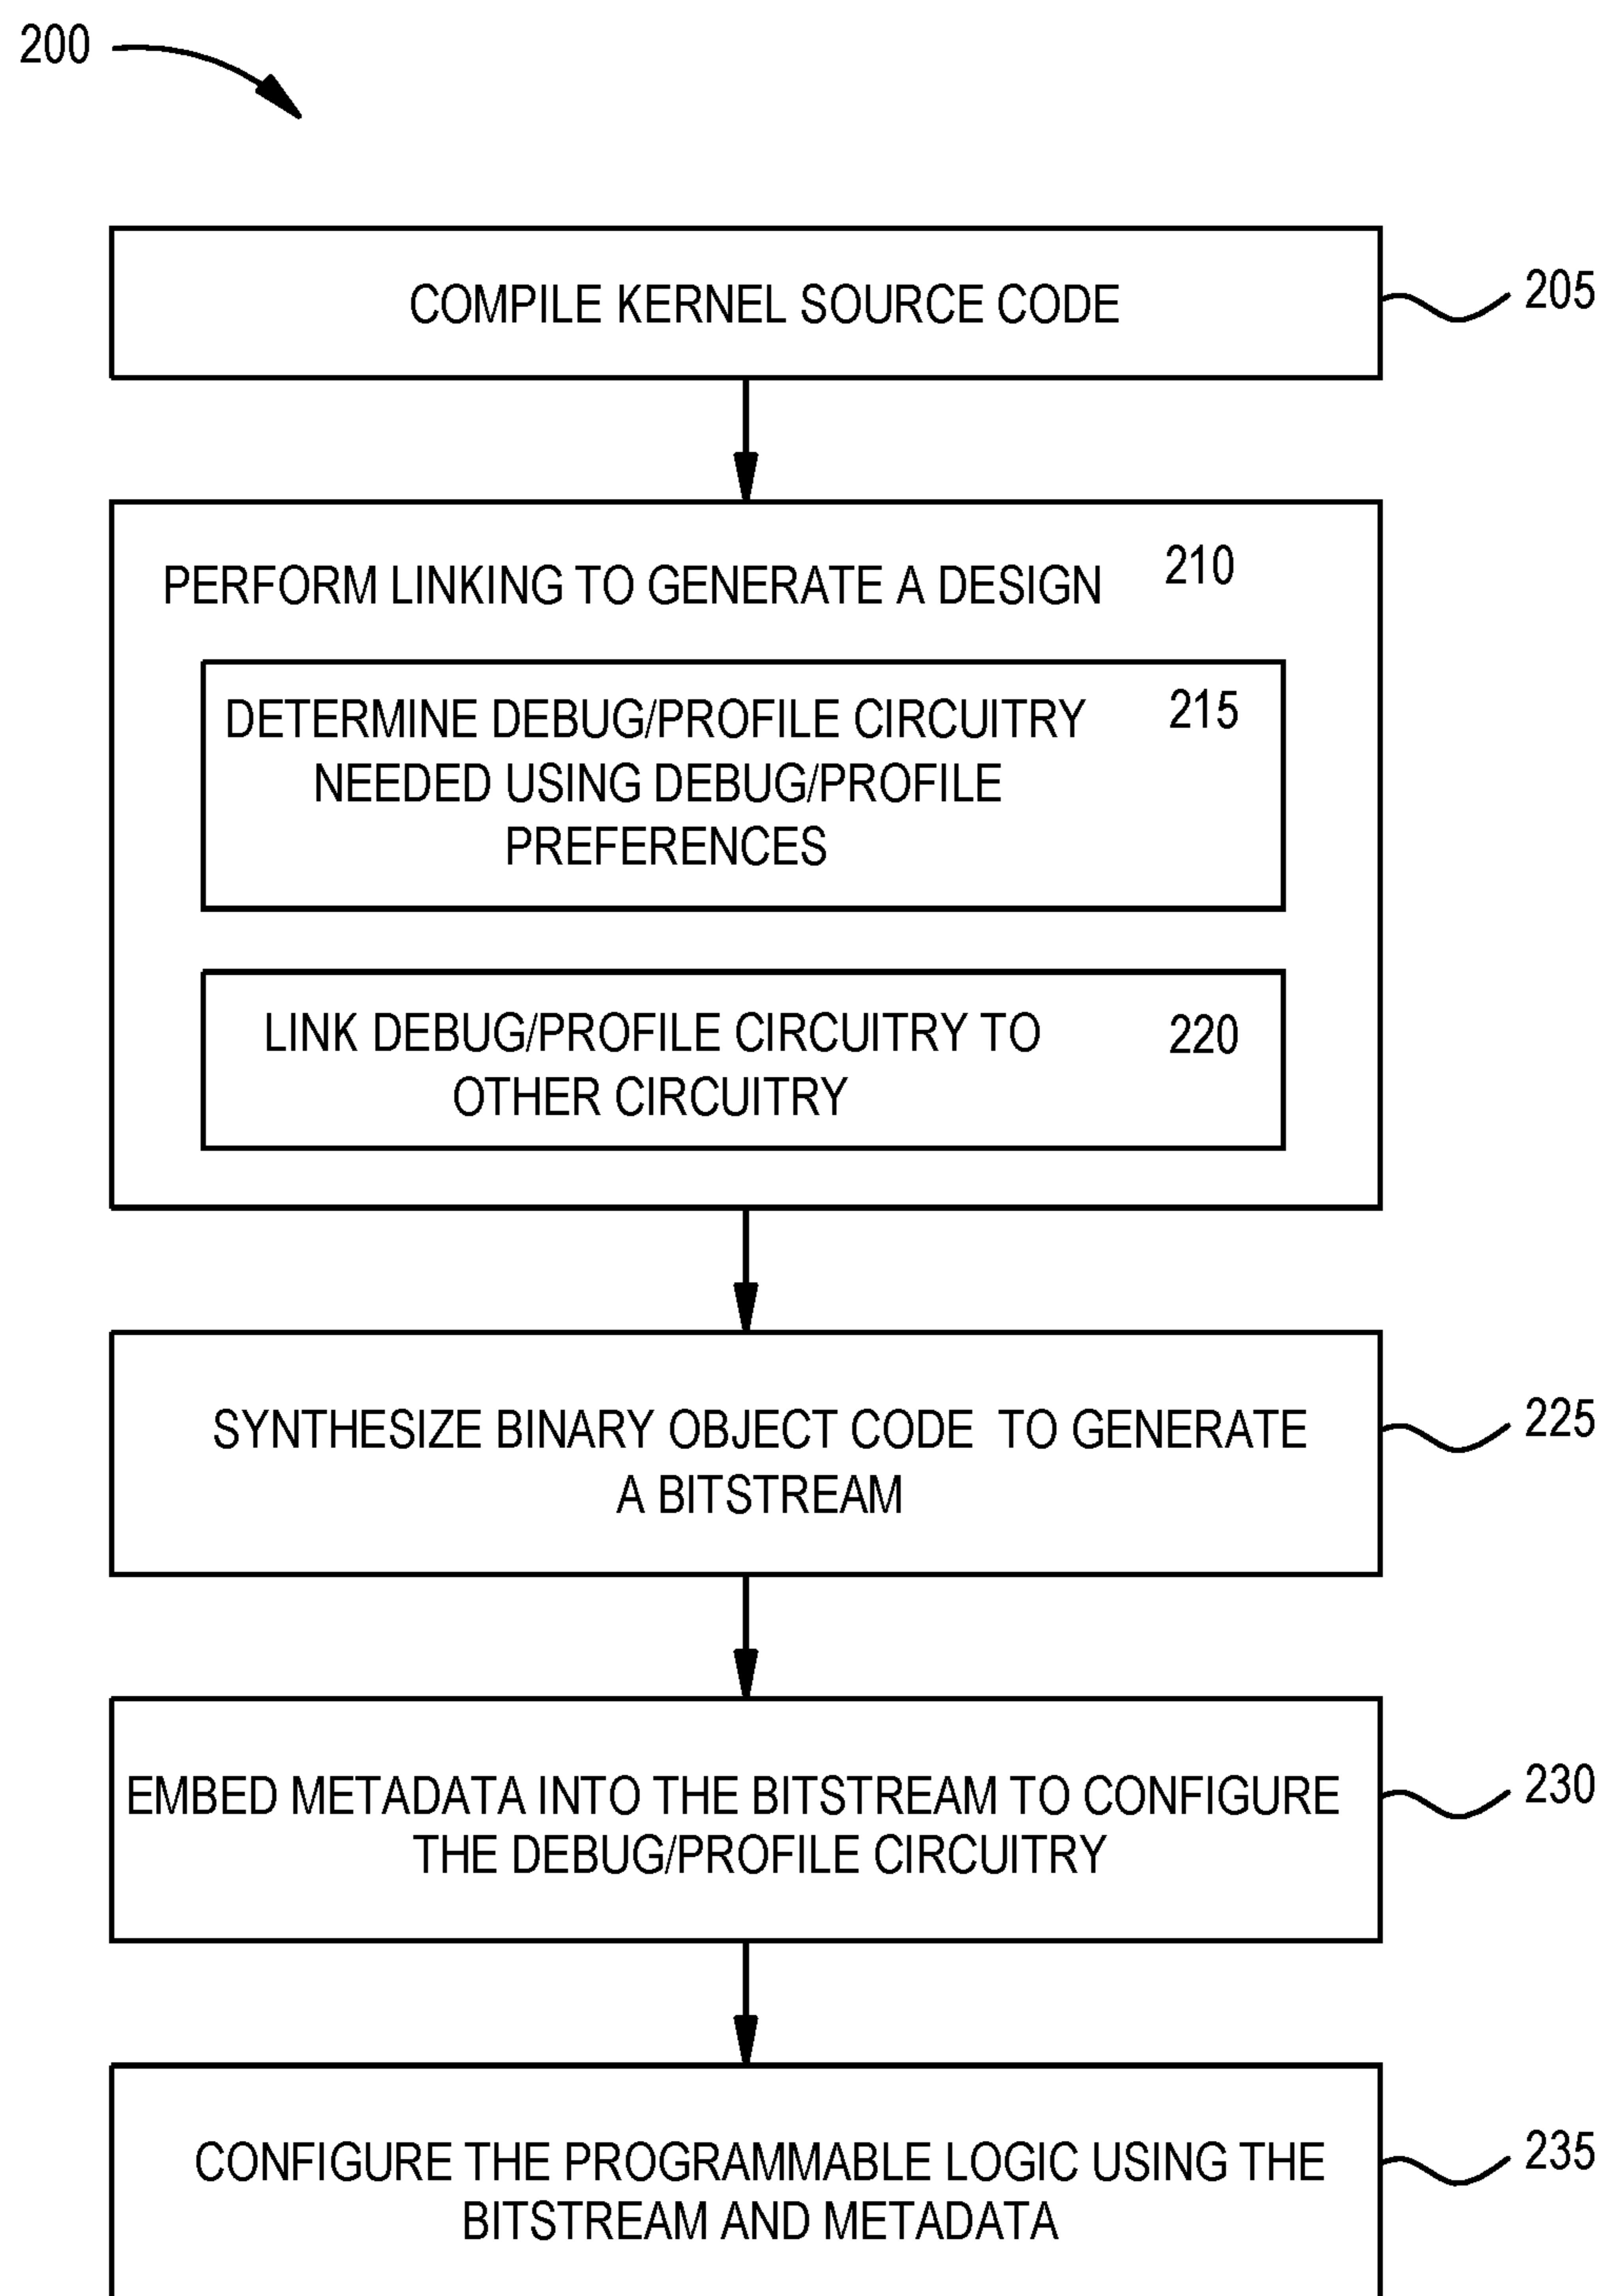 200
COMPILE KERNEL SOURCE CODE
205
PERFORM LINKING TO GENERATE A DESIGN
210
DETERMINE DEBUG/PROFILE CIRCUITRY
215
NEEDED USING DEBUG/PROFILE
PREFERENCES
LINK DEBUG/PROFILE CIRCUITRY TO
220
OTHER CIRCUITRY
SYNTHESIZE BINARY OBJECT CODE TO GENERATE
225
A BITSTREAM
EMBED METADATA INTO THE BITSTREAM TO CONFIGURE
230
THE DEBUG/PROFILE CIRCUITRY
CONFIGURE THE PROGRAMMABLE LOGIC USING THE
235
BITSTREAM AND METADATA